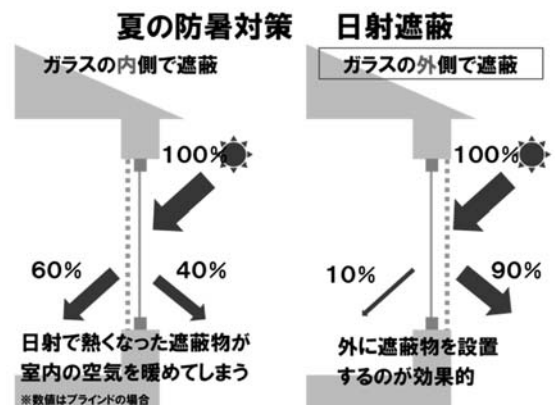 夏の防暑対策　日射遮蔽
ガラスの内側で遮蔽
100%
60%
40%
日射で熱くなった遮蔽物が
室内の空気を暖めてしまう
※数値はブラインドの場合
ガラスの外側で遮蔽
100%
10%
90%
外に遮蔽物を設置
するのが効果的